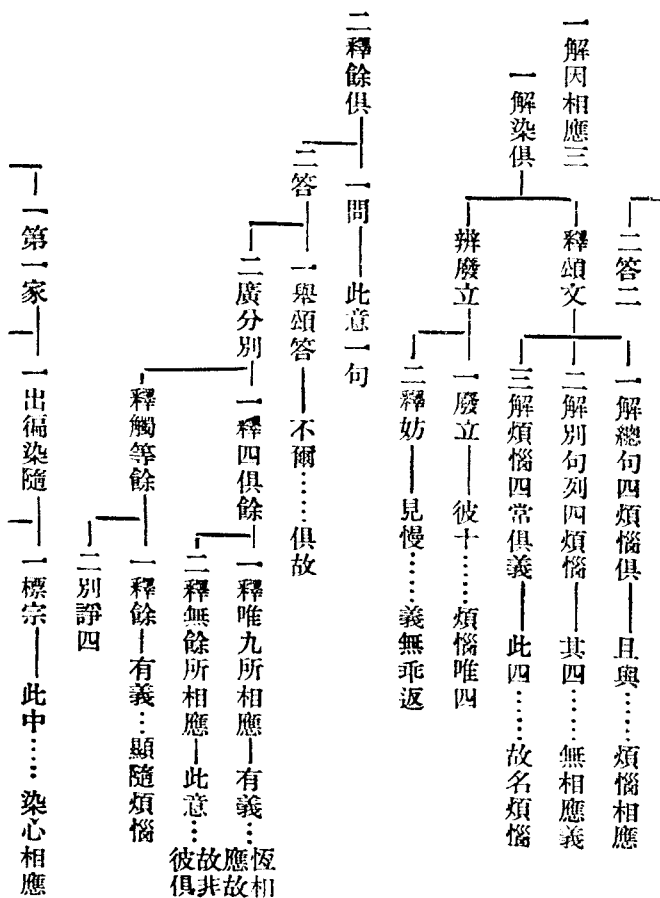 二答二
一解因相應三
一解染俱
釋頌文
一解總句四煩惱俱
且與……煩惱相應
二解別句列四煩惱
其四……無相應義
三解煩惱四常俱義
此四……故名煩惱
辨廢立
一廢立
彼十……煩惱唯四
二釋妨
見慢……義無乖返
二釋餘俱
一問
此意一句
二答
一舉頌答
不爾……俱故
二廣分別
一釋四俱餘
一釋唯九所相應
有義…恆相應故
二釋無餘所相應
此意…故非彼俱
釋觸等餘
一釋餘
有義…顯隨煩惱
二別諍四
一第一家
一出徧染隨
一標宗
此中……染心相應